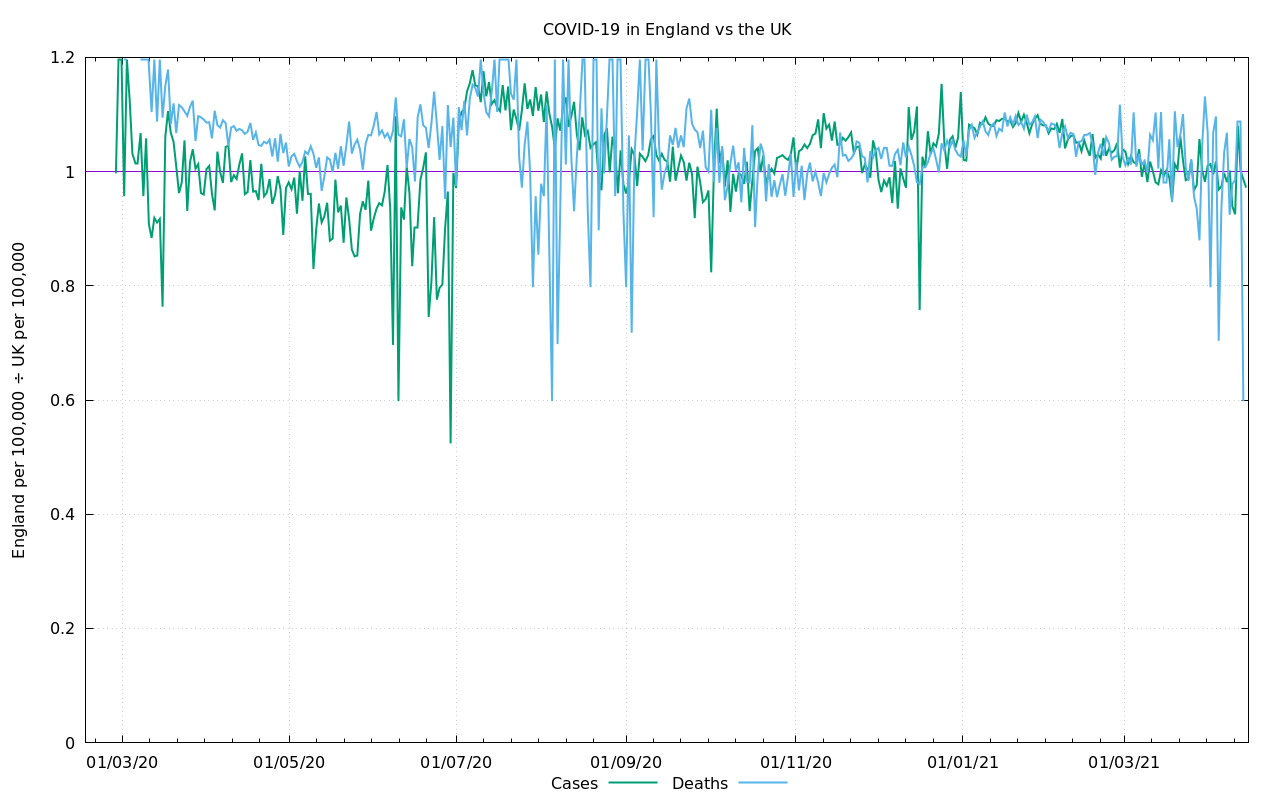 COVID-19 in England vs the UK
England per 100,000 ÷ UK per 100,000
1.2
1
0.8
0.6
0.4
0.2
0
01/03/20 01/05/20 01/07/20 01/09/20 01/11/20 01/01/21 01/03/21
Cases Deaths